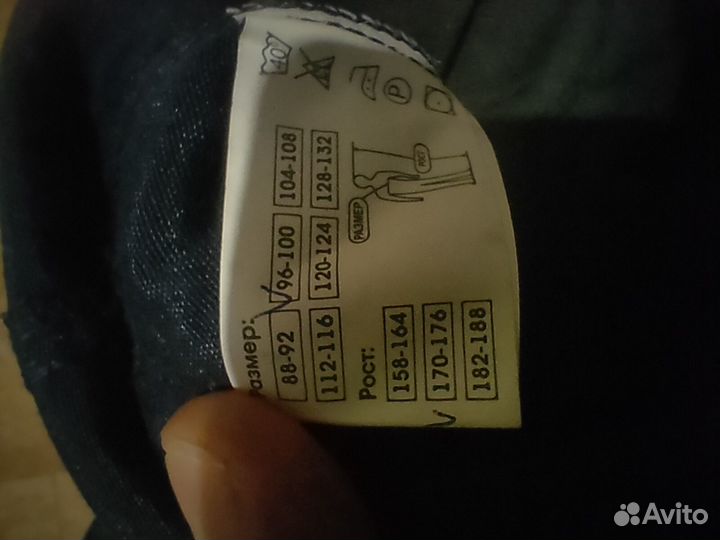 азмер:
88-92 96-100 104-108
112-116 120-124 128-132
Рост:
158-164
170-176
182-188
РАЗМЕР
РОСТ
40
P
Avito